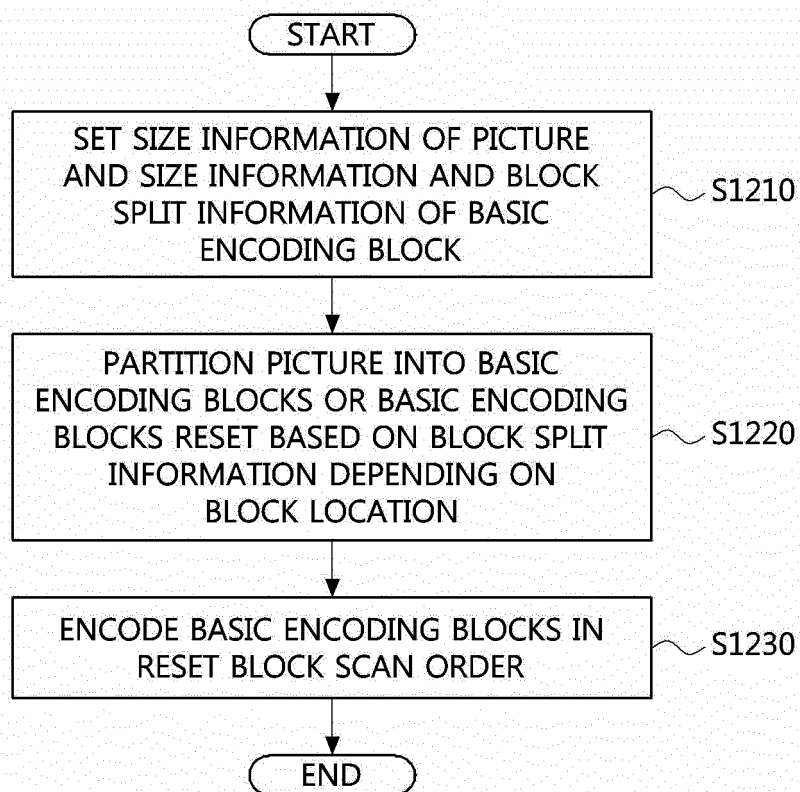 START
SET SIZE INFORMATION OF PICTURE
AND SIZE INFORMATION AND BLOCK
SPLIT INFORMATION OF BASIC
ENCODING BLOCK
S1210
PARTITION PICTURE INTO BASIC
ENCODING BLOCKS OR BASIC ENCODING
BLOCKS RESET BASED ON BLOCK SPLIT
INFORMATION DEPENDING ON
BLOCK LOCATION
S1220
ENCODE BASIC ENCODING BLOCKS IN
RESET BLOCK SCAN ORDER
S1230
END